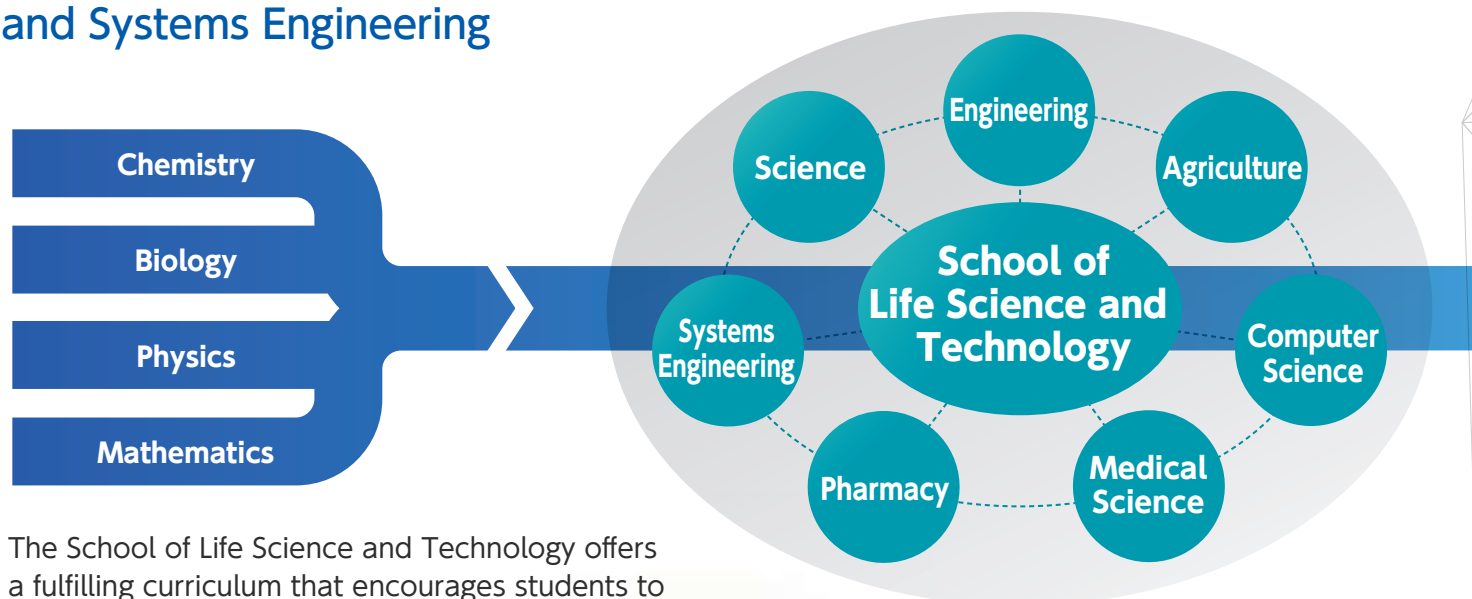 and Systems Engineering
Chemistry
Biology
Physics
Mathematics
Engineering
Science
Agriculture
School of
Life Science and
Technology
Systems
Engineering
Computer
Science
Pharmacy
Medical
Science
The School of Life Science and Technology offers
a fulfilling curriculum that encourages students to